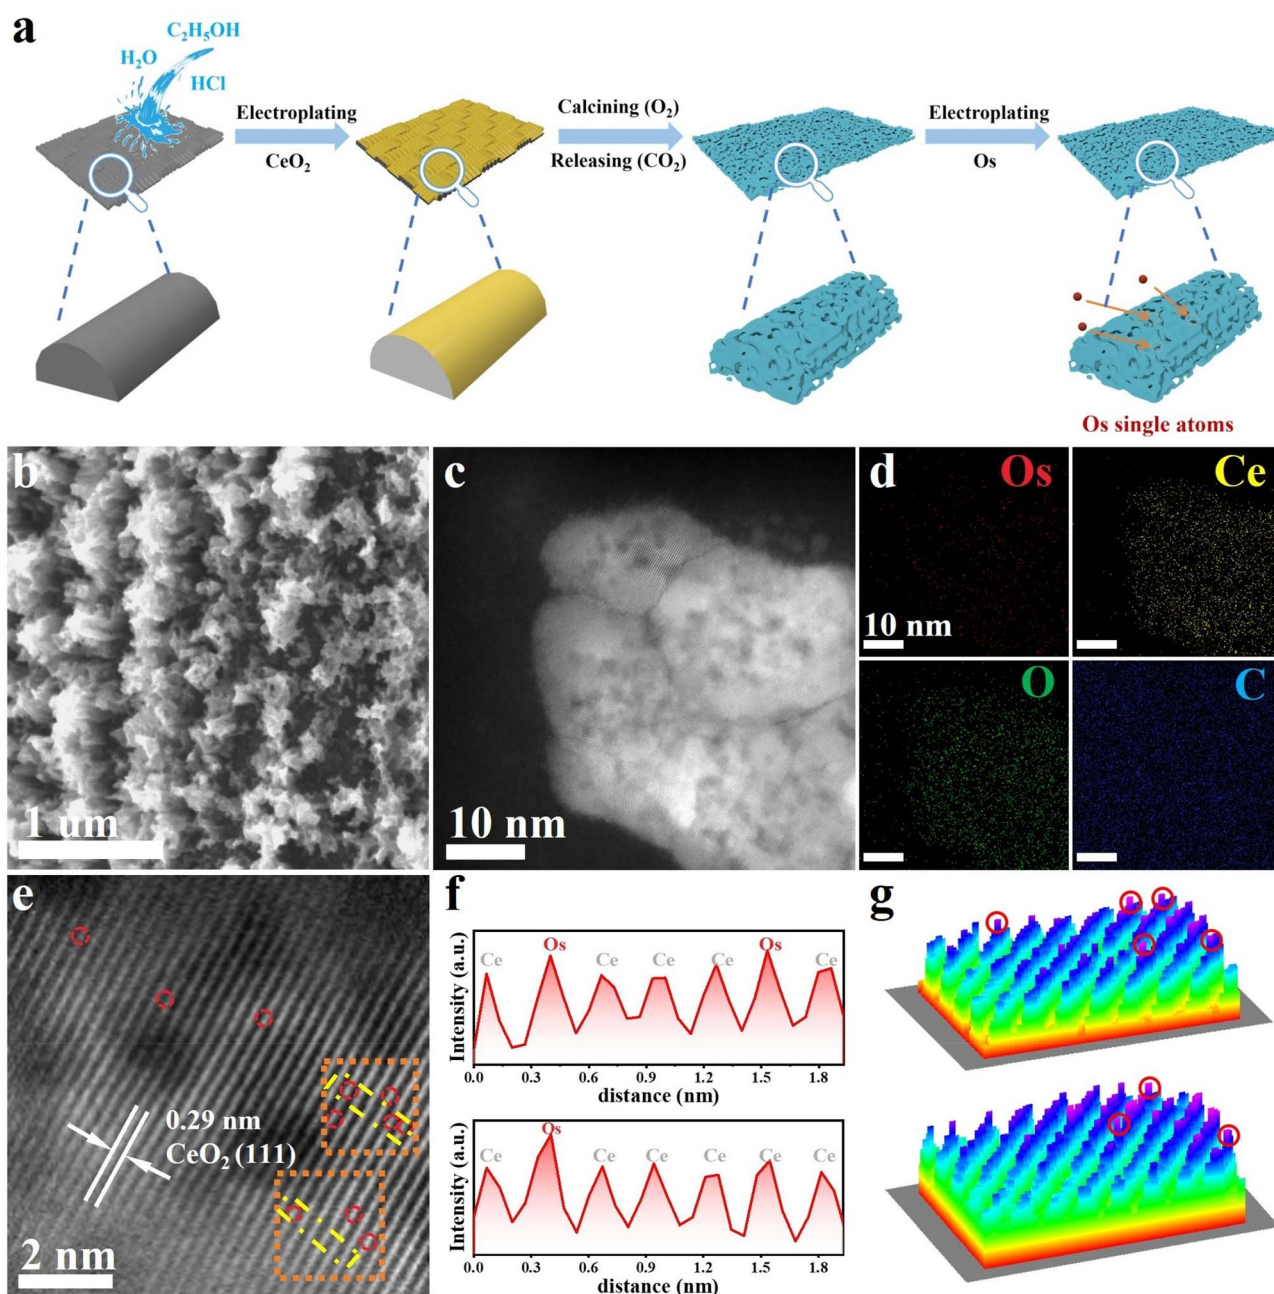 a
C₂H₅OH
H₂O
HCl
Electroplating
CeO₂
Calcining (O₂)
Releasing (CO₂)
Electroplating
Os
Os single atoms
b
1 um
c
10 nm
d
Os
10 nm
Ce
O
C
e
0.29 nm
CeO₂ (111)
2 nm
f
Intensity (a.u.)
Ce
Os
Ce
Ce
Ce
Os
Ce
0.0 0.3 0.6 0.9 1.2 1.5 1.8
distance (nm)
Intensity (a.u.)
Ce
Os
Ce
Ce
Ce
Ce
Ce
0.0 0.3 0.6 0.9 1.2 1.5 1.8
distance (nm)
g